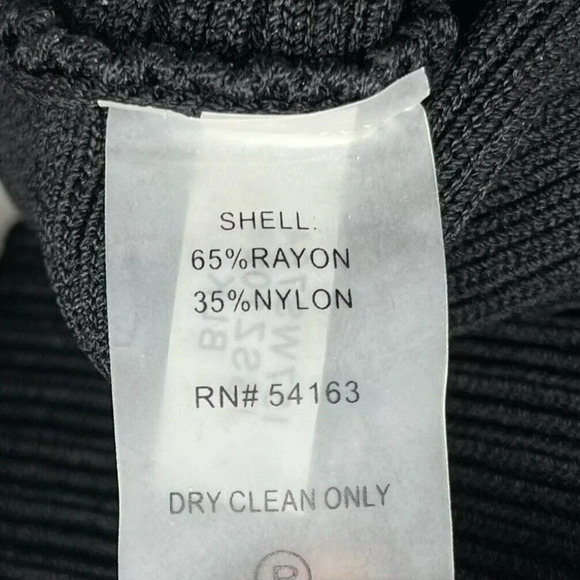 SHELL:
65%RAYON
35%NYLON
RN# 54163
DRY CLEAN ONLY